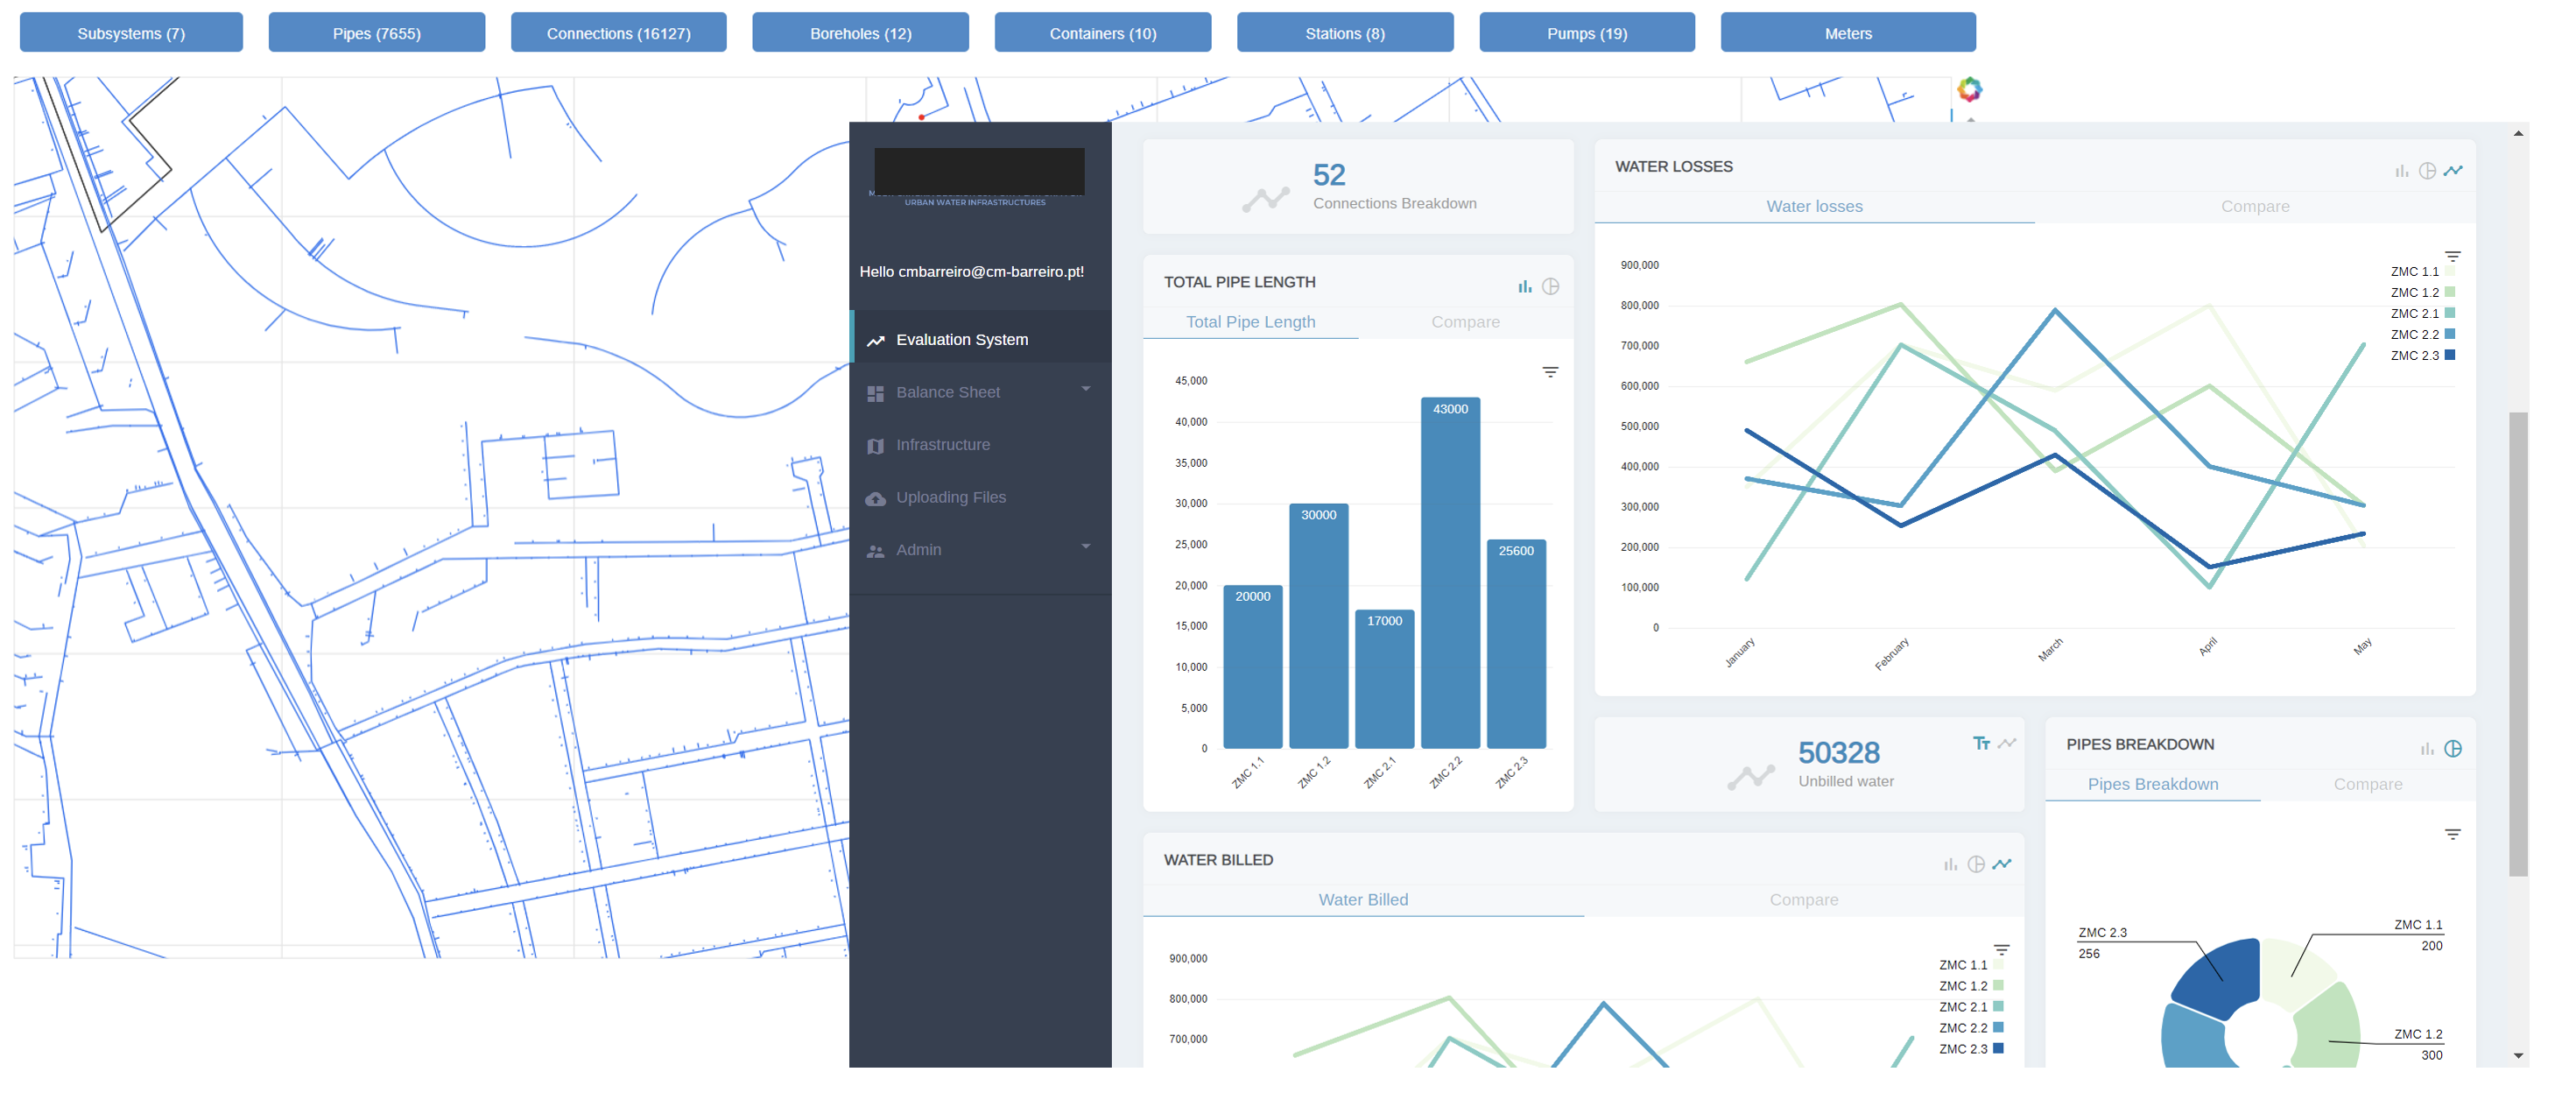 Subsystems (7)
Pipes (7655)
Connections (16127)
Boreholes (12)
Containers (10)
Stations (8)
Pumps (19)
Meters
URBAN WATER INFRASTRUCTURES
Hello cmbarreiro@cm-barreiro.pt!
Evaluation System
Balance Sheet
Infrastructure
Uploading Files
Admin
52
Connections Breakdown
TOTAL PIPE LENGTH
Total Pipe Length
Compare
45,000
40,000
35,000
30,000
25,000
20,000
15,000
10,000
5,000
0
20000
30000
17000
43000
25600
ZMC 1.1
ZMC 1.2
ZMC 2.1
ZMC 2.2
ZMC 2.3
WATER LOSSES
Water losses
Compare
900,000
800,000
700,000
600,000
500,000
400,000
300,000
200,000
100,000
0
January
February
March
April
May
ZMC 1.1
ZMC 1.2
ZMC 2.1
ZMC 2.2
ZMC 2.3
50328
Unbilled water
Tт
PIPES BREAKDOWN
Pipes Breakdown
Compare
ZMC 2.3
256
ZMC 1.1
200
ZMC 1.2
300
WATER BILLED
Water Billed
Compare
900,000
800,000
700,000
ZMC 1.1
ZMC 1.2
ZMC 2.1
ZMC 2.2
ZMC 2.3